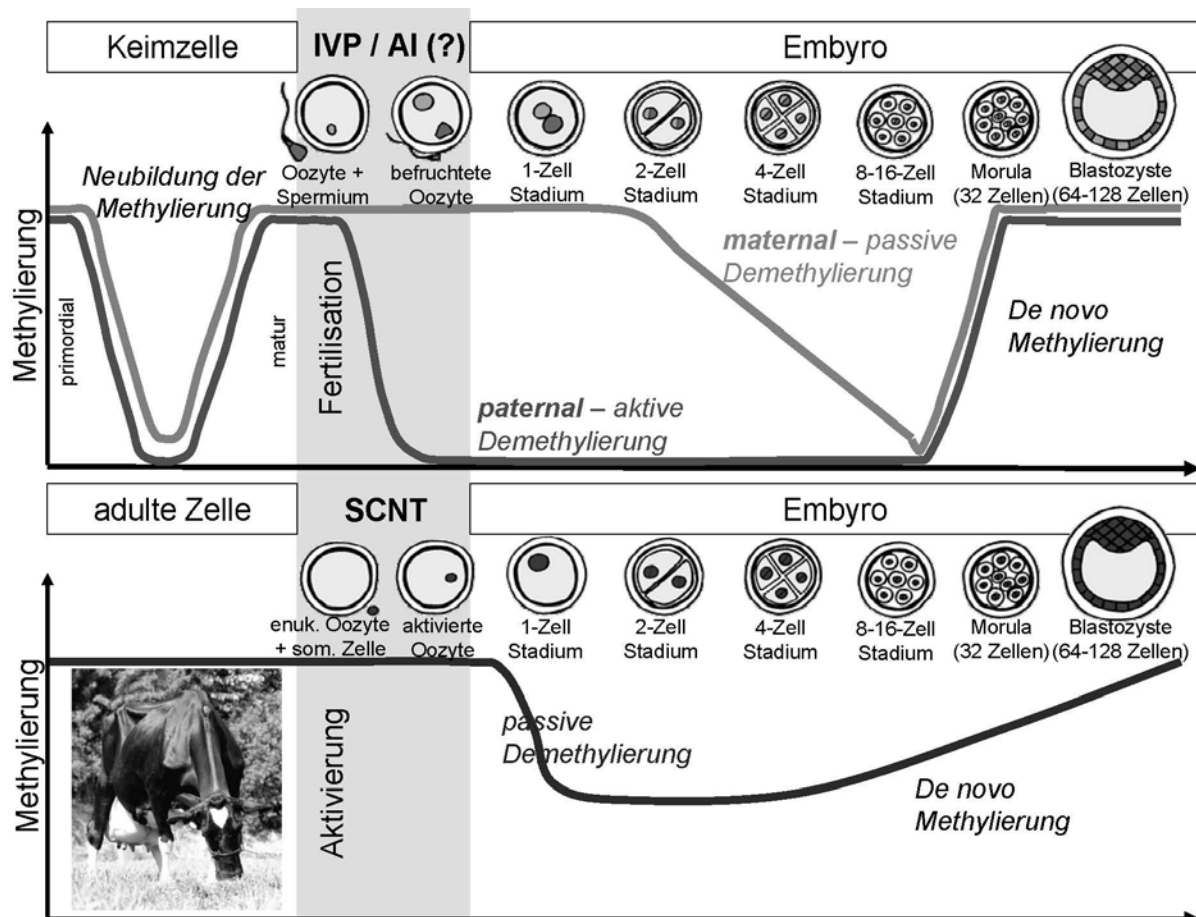 Keimzelle
IVP / AI (?)
Embyro
Oozyte +
Spermium
befruchtete
Oozyte
1-Zell
Stadium
2-Zell
Stadium
4-Zell
Stadium
8-16-Zell
Stadium
Morula
(32 Zellen)
Blastozyste
(64-128 Zellen)
Methylierung
Neubildung der
Methylierung
primordial
matur
Fertilisation
maternal – passive
Demethylierung
paternal – aktive
Demethylierung
De novo
Methylierung
adulte Zelle
SCNT
Embyro
enuk. Oozyte
+ som. Zelle
aktivierte
Oozyte
1-Zell
Stadium
2-Zell
Stadium
4-Zell
Stadium
8-16-Zell
Stadium
Morula
(32 Zellen)
Blastozyste
(64-128 Zellen)
Methylierung
Aktivierung
passive
Demethylierung
De novo
Methylierung